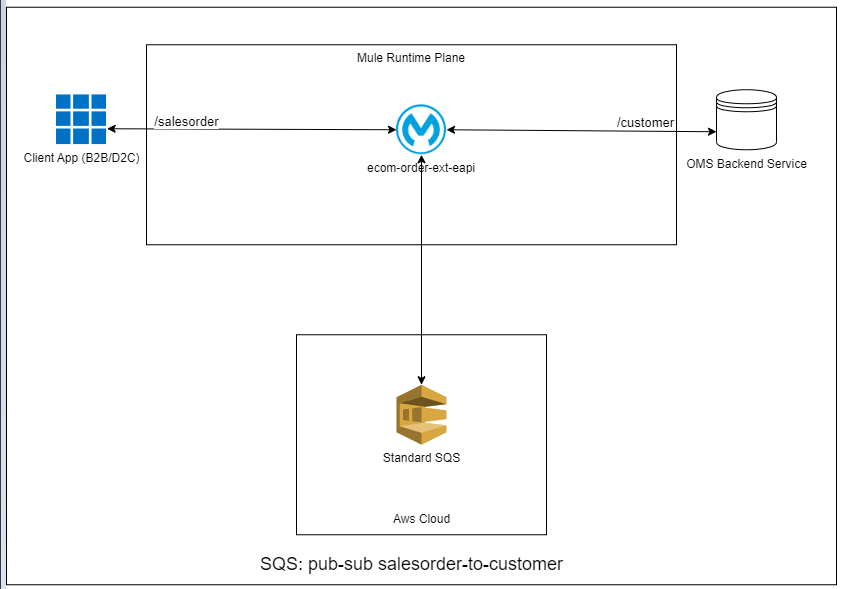 Mule Runtime Plane
/salesorder
/customer
Client App (B2B/D2C)
ecom-order-ext-eapi
OMS Backend Service
Standard SQS
Aws Cloud
SQS: pub-sub salesorder-to-customer